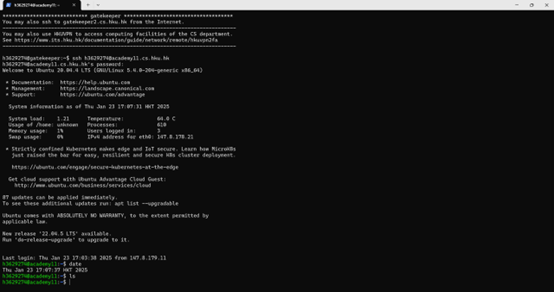 h3629274@academy11: ~
*************************** gatekeeper ************************************
You may also ssh to gatekeeper2.cs.hku.hk from the Internet.
You may also use HKUVPN to access computing facilities of the CS department.
See https://www.its.hku.hk/documentation/guide/network/remote/hkuvpn2fa
h3629274@gatekeeper:~$ ssh h3629274@academy11.cs.hku.hk
h3629274@academy11.cs.hku.hk's password:
Welcome to Ubuntu 20.04.4 LTS (GNU/Linux 5.4.0-204-generic x86_64)
* Documentation: https://help.ubuntu.com
* Management: https://landscape.canonical.com
* Support: https://ubuntu.com/advantage
System information as of Thu Jan 23 17:07:31 HKT 2025
System load: 1.21 Temperature: 64.0 C
Usage of /home: unknown Processes: 610
Memory usage: 1% Users logged in: 3
Swap usage: 0% IPv4 address for eth0: 147.8.178.21
* Strictly confined Kubernetes makes edge and IoT secure. Learn how MicroK8s
just raised the bar for easy, resilient and secure K8s cluster deployment.
https://ubuntu.com/engage/secure-kubernetes-at-the-edge
Get cloud support with Ubuntu Advantage Cloud Guest:
http://www.ubuntu.com/business/services/cloud
87 updates can be applied immediately.
To see these additional updates run: apt list --upgradable
Ubuntu comes with ABSOLUTELY NO WARRANTY, to the extent permitted by
applicable law.
New release '22.04.5 LTS' available.
Run 'do-release-upgrade' to upgrade to it.
Last login: Thu Jan 23 17:03:38 2025 from 147.8.179.11
h3629274@academy11:~$ date
Thu Jan 23 17:07:37 HKT 2025
h3629274@academy11:~$ ls
h3629274@academy11:~$